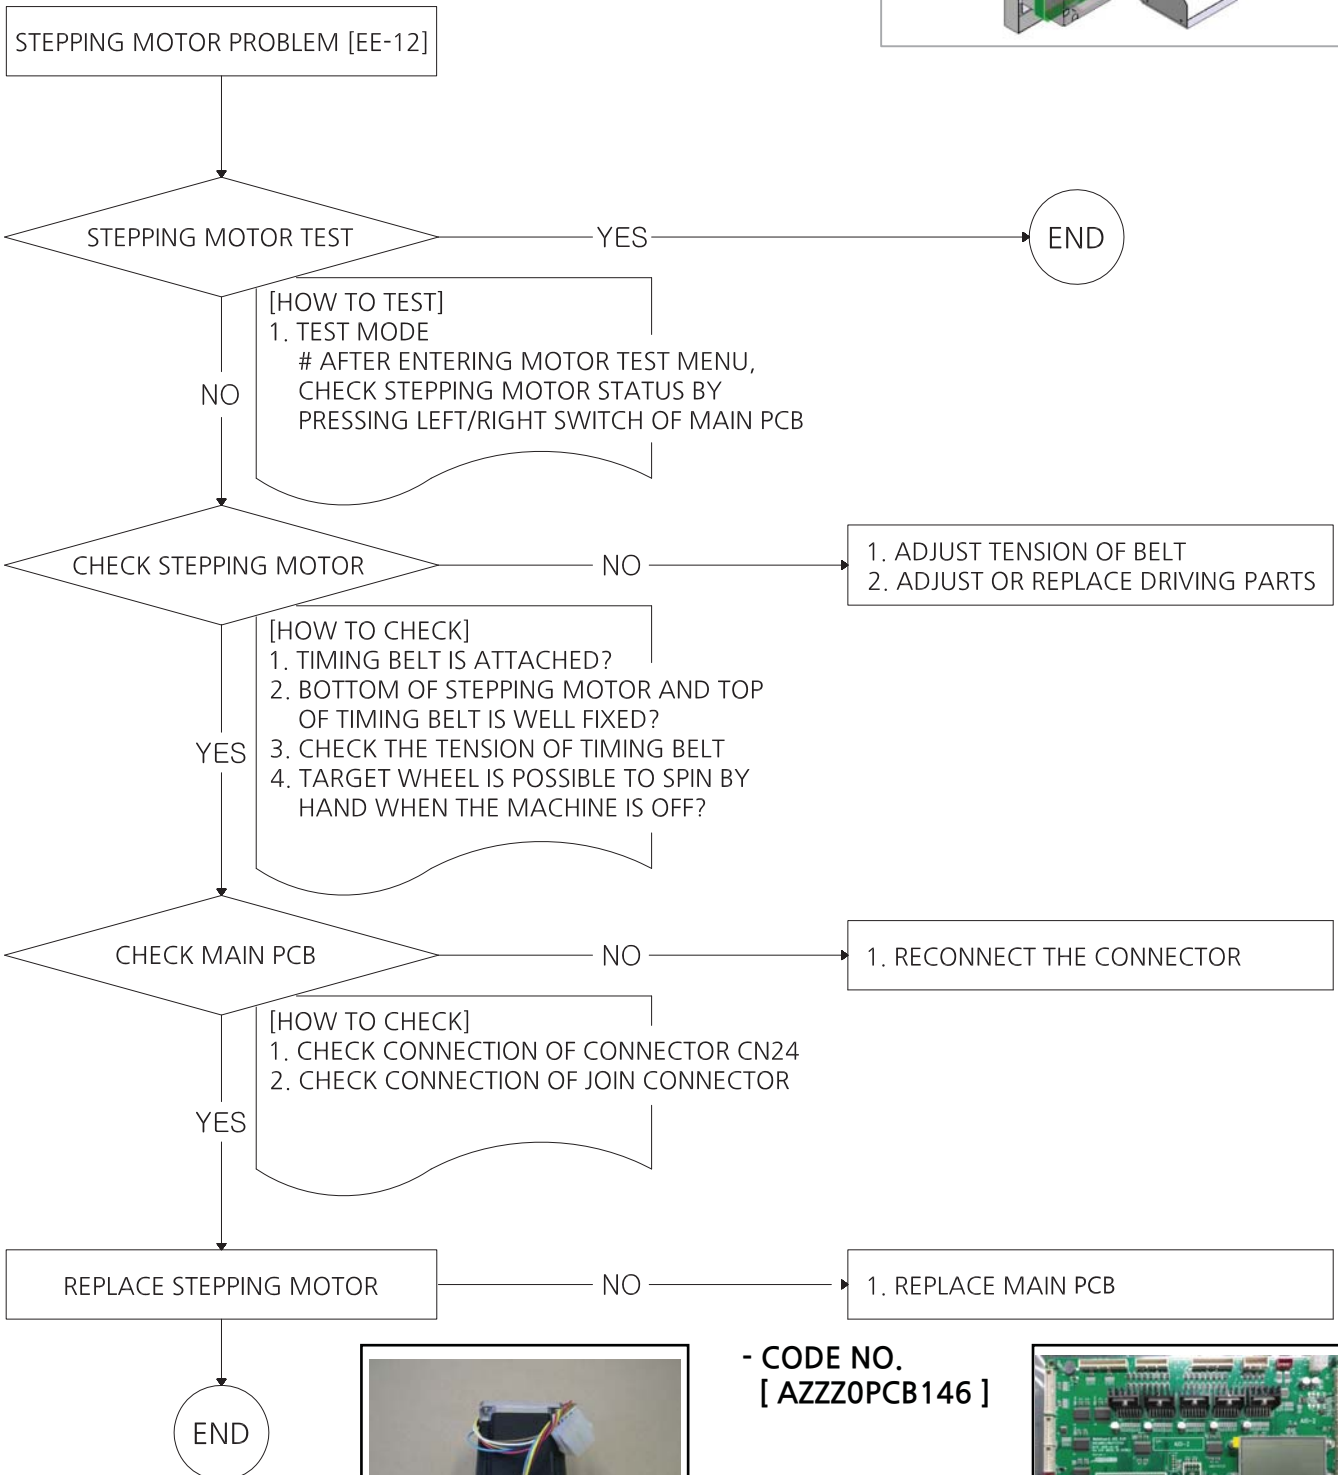 STEPPING MOTOR PROBLEM [EE-12]
STEPPING MOTOR TEST
YES
END
[HOW TO TEST]
1. TEST MODE
# AFTER ENTERING MOTOR TEST MENU,
CHECK STEPPING MOTOR STATUS BY
PRESSING LEFT/RIGHT SWITCH OF MAIN PCB
NO
CHECK STEPPING MOTOR
NO
1. ADJUST TENSION OF BELT
2. ADJUST OR REPLACE DRIVING PARTS
[HOW TO CHECK]
1. TIMING BELT IS ATTACHED?
2. BOTTOM OF STEPPING MOTOR AND TOP
OF TIMING BELT IS WELL FIXED?
3. CHECK THE TENSION OF TIMING BELT
4. TARGET WHEEL IS POSSIBLE TO SPIN BY
HAND WHEN THE MACHINE IS OFF?
YES
CHECK MAIN PCB
NO
1. RECONNECT THE CONNECTOR
[HOW TO CHECK]
1. CHECK CONNECTION OF CONNECTOR CN24
2. CHECK CONNECTION OF JOIN CONNECTOR
YES
REPLACE STEPPING MOTOR
NO
1. REPLACE MAIN PCB
END
- CODE NO.
[ AZZZ0PCB146 ]